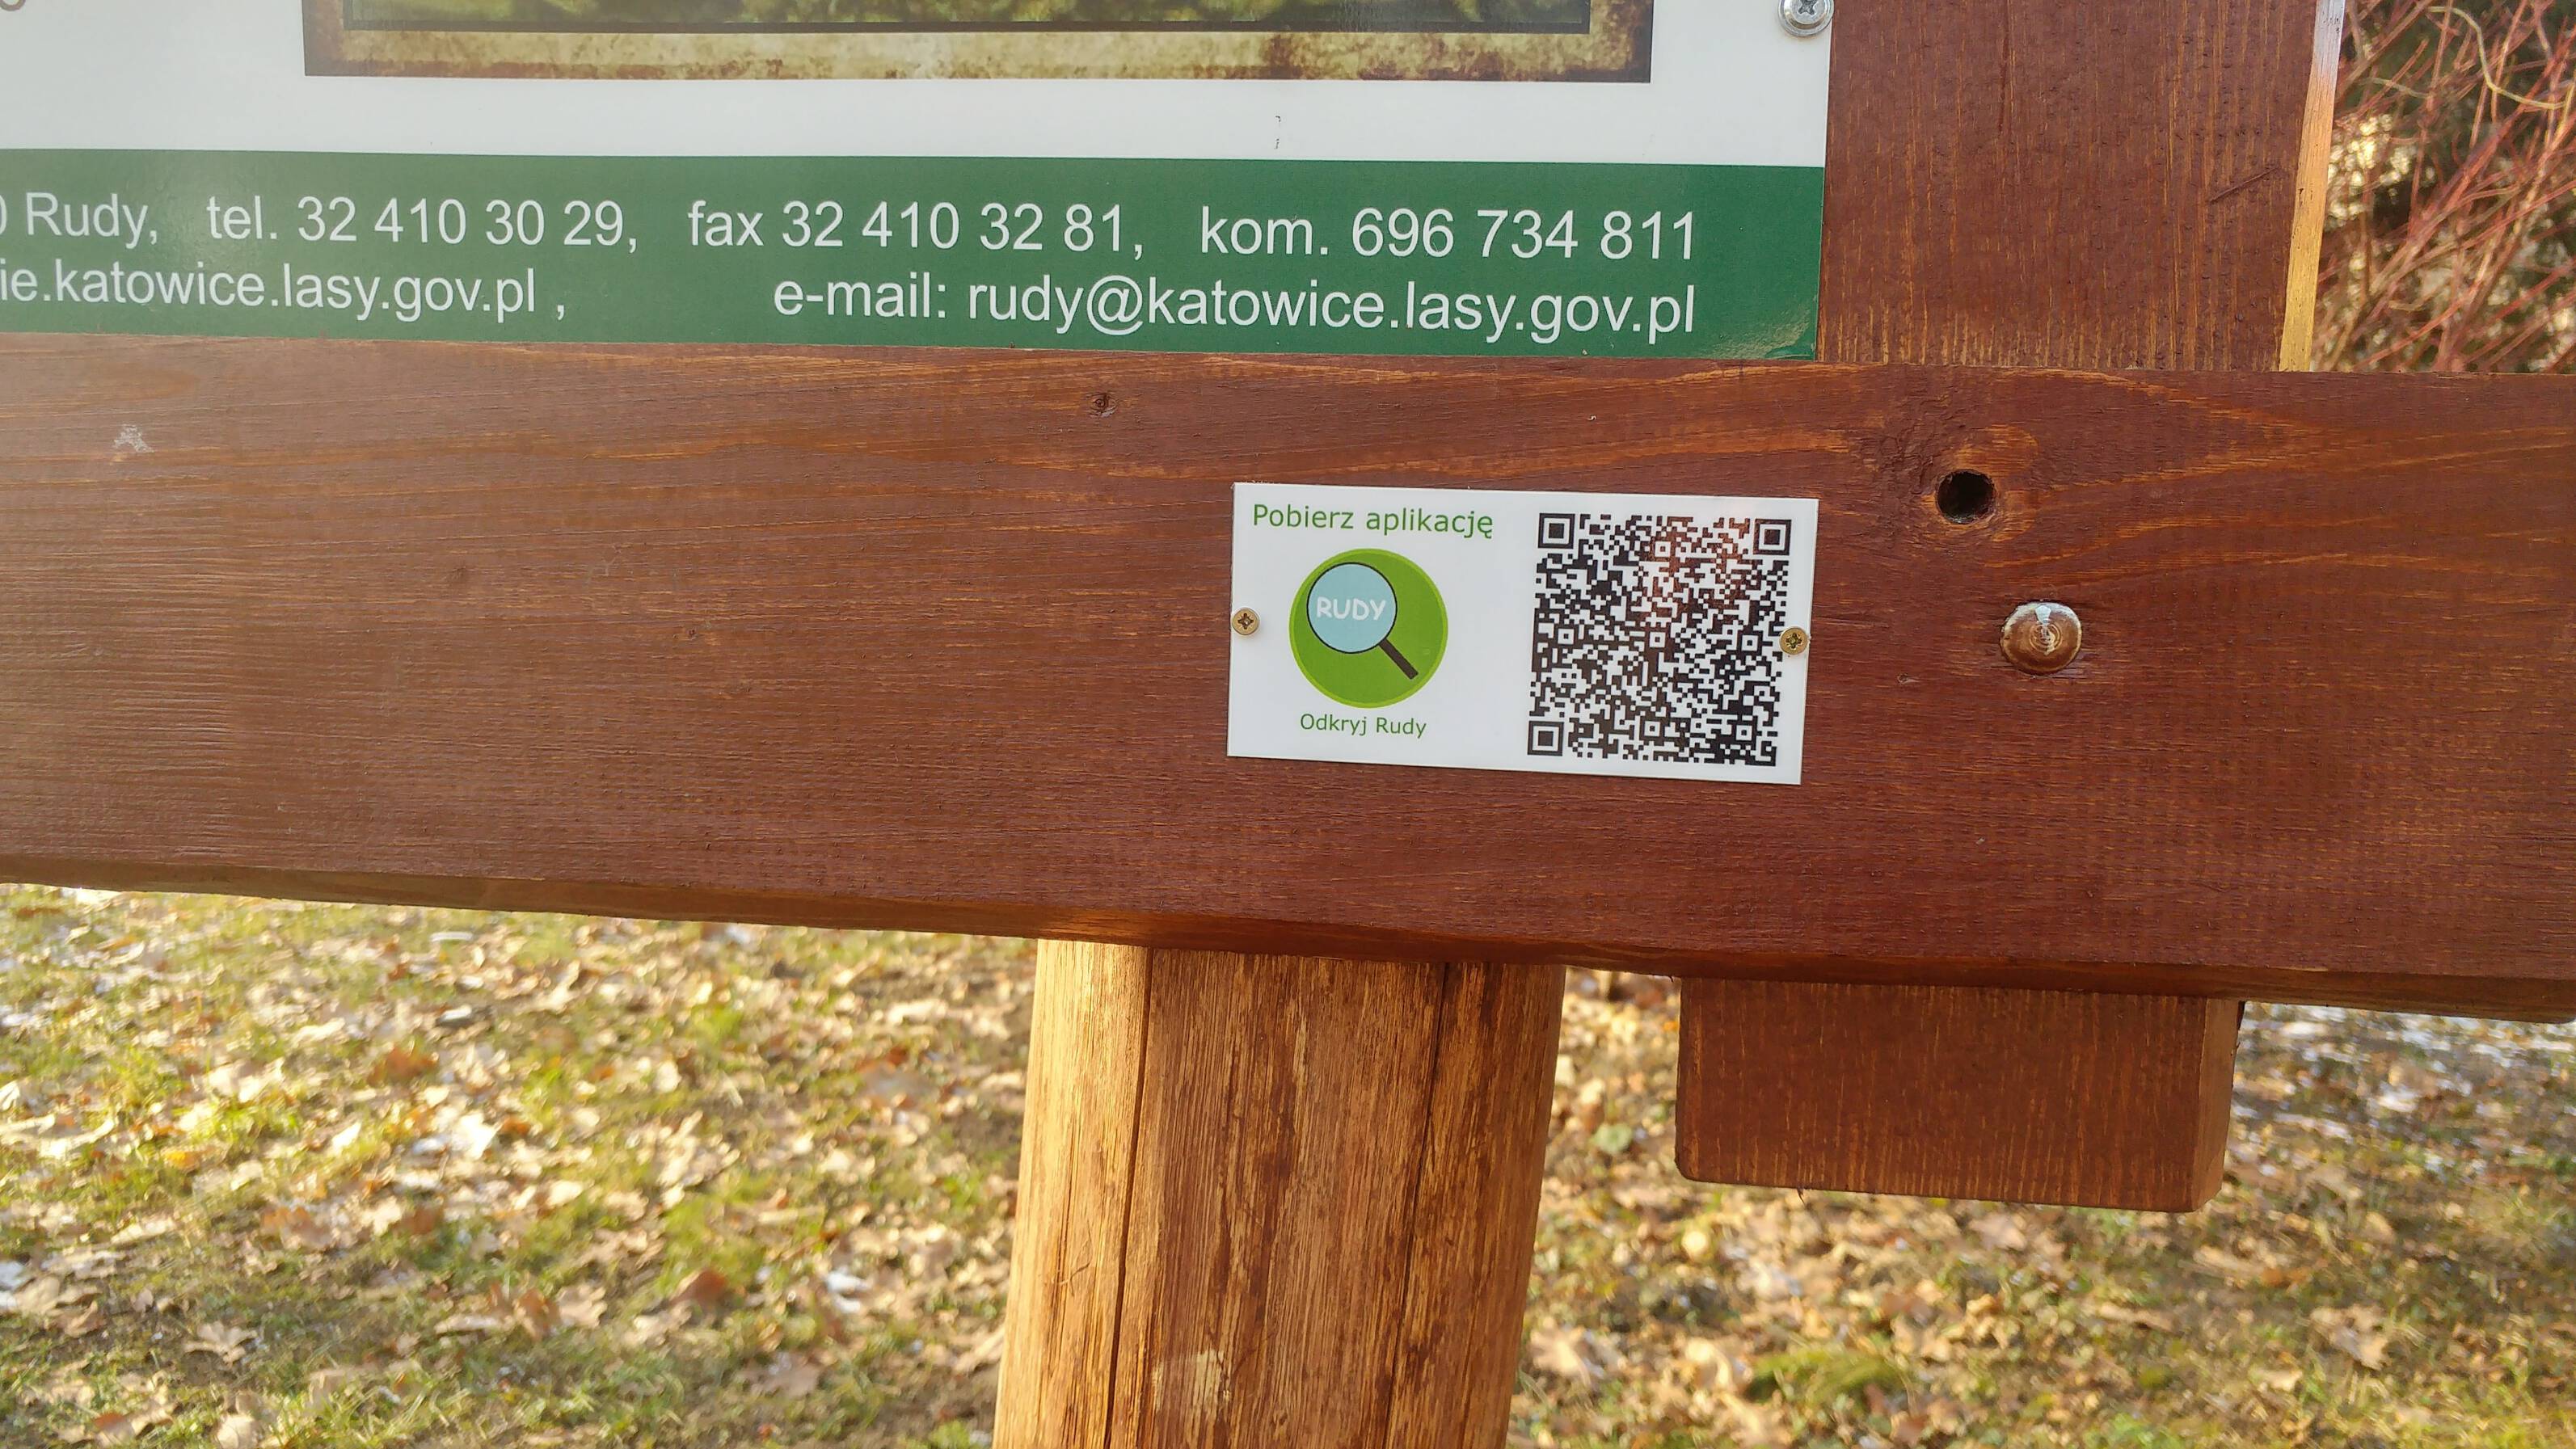 Rudy, tel. 32 410 30 29, fax 32 410 32 81, kom. 696 734 811
ie.katowice.lasy.gov.pl , e-mail: rudy@katowice.lasy.gov.pl
Pobierz aplikację
RUDY
Odkryj Rudy